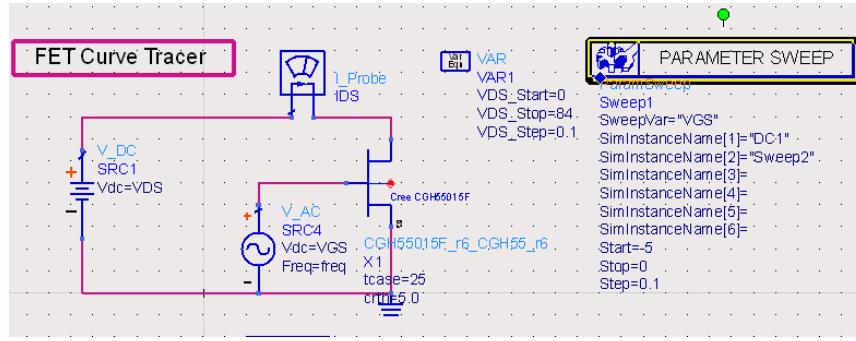 FET Curve Tracer
I_Probe
IDS
V_DC
SRC1
Vdc=VDS
+
-
V_AC
SRC4
Vdc=VGS
Freq=freq
+
-
Cree CGH55015F
s
CGH55015F_r6_CGH55_r6
X1
tcase=25
crth=5.0
Var
Eqn
VAR
VAR1
VDS_Start=0
VDS_Stop=84
VDS_Step=0.1
PARAMETER SWEEP
ParamSweep
Sweep1
SweepVar="VGS"
SimInstanceName[1]="DC1"
SimInstanceName[2]="Sweep2"
SimInstanceName[3]=
SimInstanceName[4]=
SimInstanceName[5]=
SimInstanceName[6]=
Start=-5
Stop=0
Step=0.1